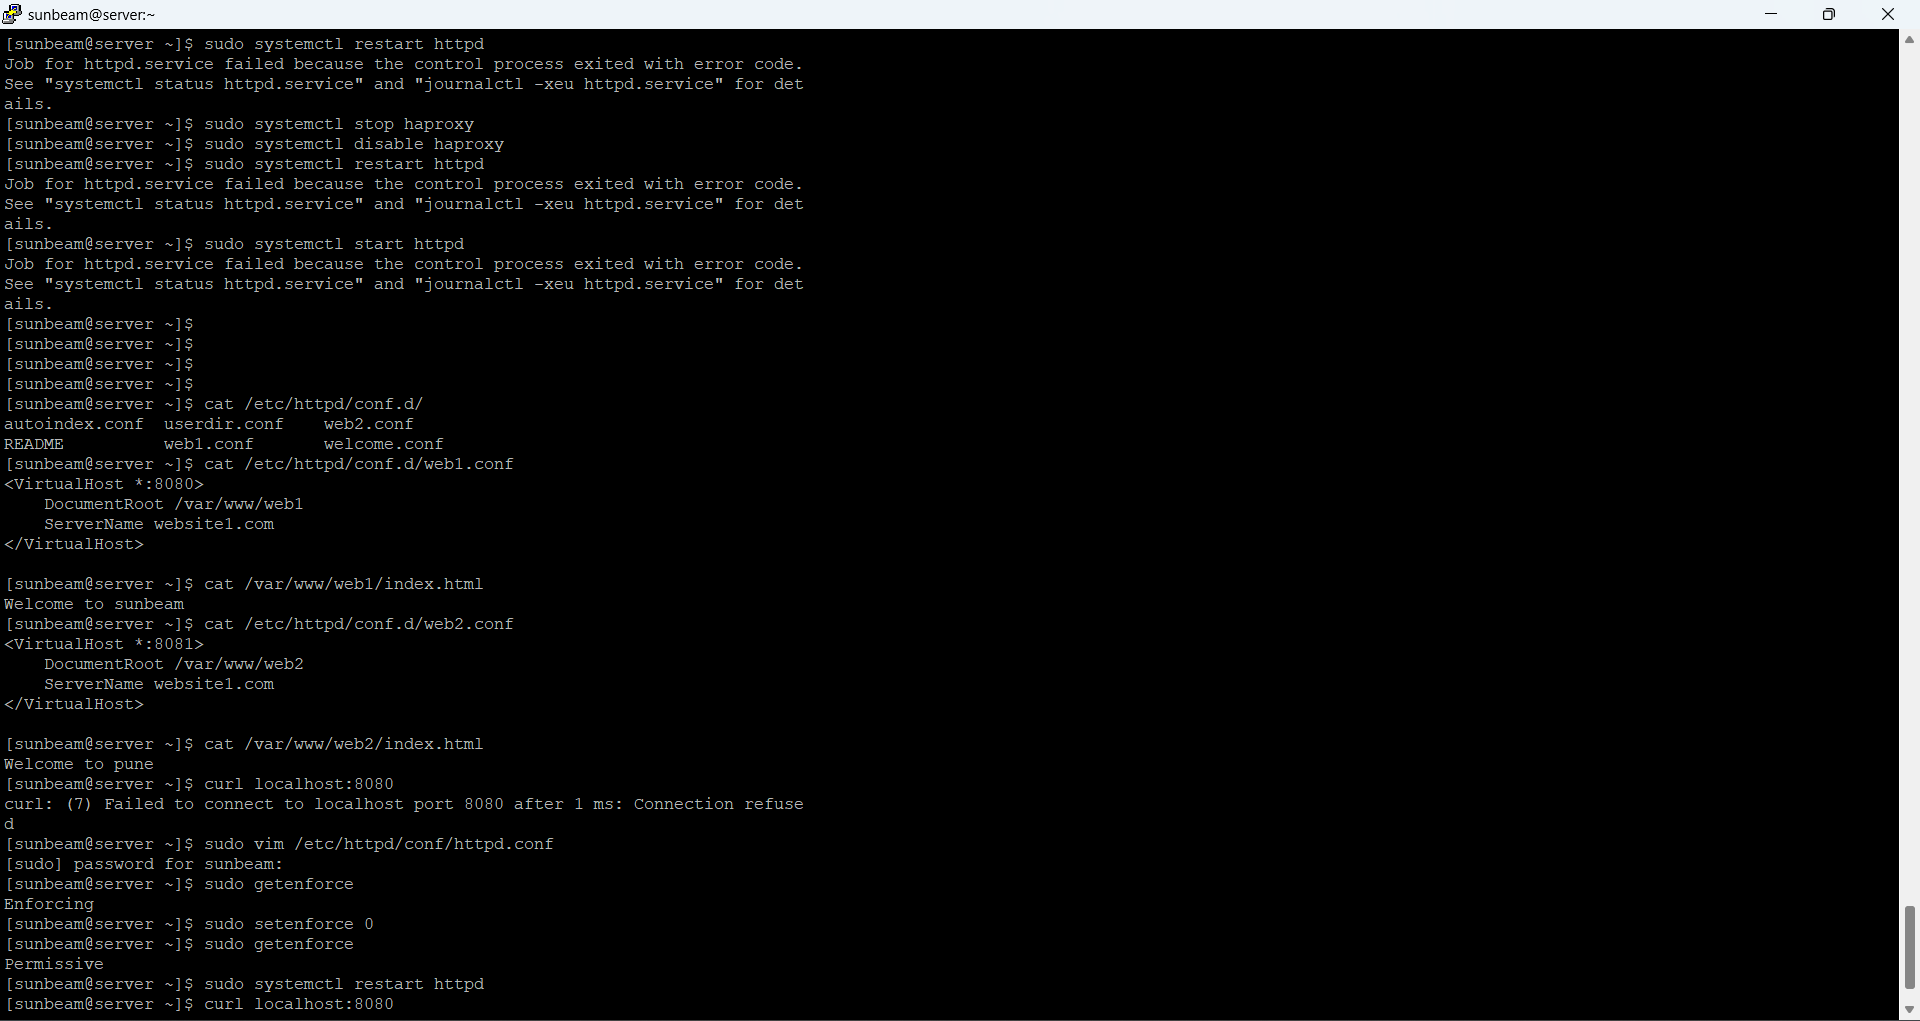 sunbeam@server:~
[sunbeam@server ~]$ sudo systemctl restart httpd
Job for httpd.service failed because the control process exited with error code.
See "systemctl status httpd.service" and "journalctl -xeu httpd.service" for det
ails.
[sunbeam@server ~]$ sudo systemctl stop haproxy
[sunbeam@server ~]$ sudo systemctl disable haproxy
[sunbeam@server ~]$ sudo systemctl restart httpd
Job for httpd.service failed because the control process exited with error code.
See "systemctl status httpd.service" and "journalctl -xeu httpd.service" for det
ails.
[sunbeam@server ~]$ sudo systemctl start httpd
Job for httpd.service failed because the control process exited with error code.
See "systemctl status httpd.service" and "journalctl -xeu httpd.service" for det
ails.
[sunbeam@server ~]$
[sunbeam@server ~]$
[sunbeam@server ~]$
[sunbeam@server ~]$
[sunbeam@server ~]$ cat /etc/httpd/conf.d/
autoindex.conf  userdir.conf    web2.conf
README          web1.conf       welcome.conf
[sunbeam@server ~]$ cat /etc/httpd/conf.d/web1.conf
<VirtualHost *:8080>
    DocumentRoot /var/www/web1
    ServerName website1.com
</VirtualHost>

[sunbeam@server ~]$ cat /var/www/web1/index.html
Welcome to sunbeam
[sunbeam@server ~]$ cat /etc/httpd/conf.d/web2.conf
<VirtualHost *:8081>
    DocumentRoot /var/www/web2
    ServerName website1.com
</VirtualHost>

[sunbeam@server ~]$ cat /var/www/web2/index.html
Welcome to pune
[sunbeam@server ~]$ curl localhost:8080
curl: (7) Failed to connect to localhost port 8080 after 1 ms: Connection refuse
d
[sunbeam@server ~]$ sudo vim /etc/httpd/conf/httpd.conf
[sudo] password for sunbeam:
[sunbeam@server ~]$ sudo getenforce
Enforcing
[sunbeam@server ~]$ sudo setenforce 0
[sunbeam@server ~]$ sudo getenforce
Permissive
[sunbeam@server ~]$ sudo systemctl restart httpd
[sunbeam@server ~]$ curl localhost:8080